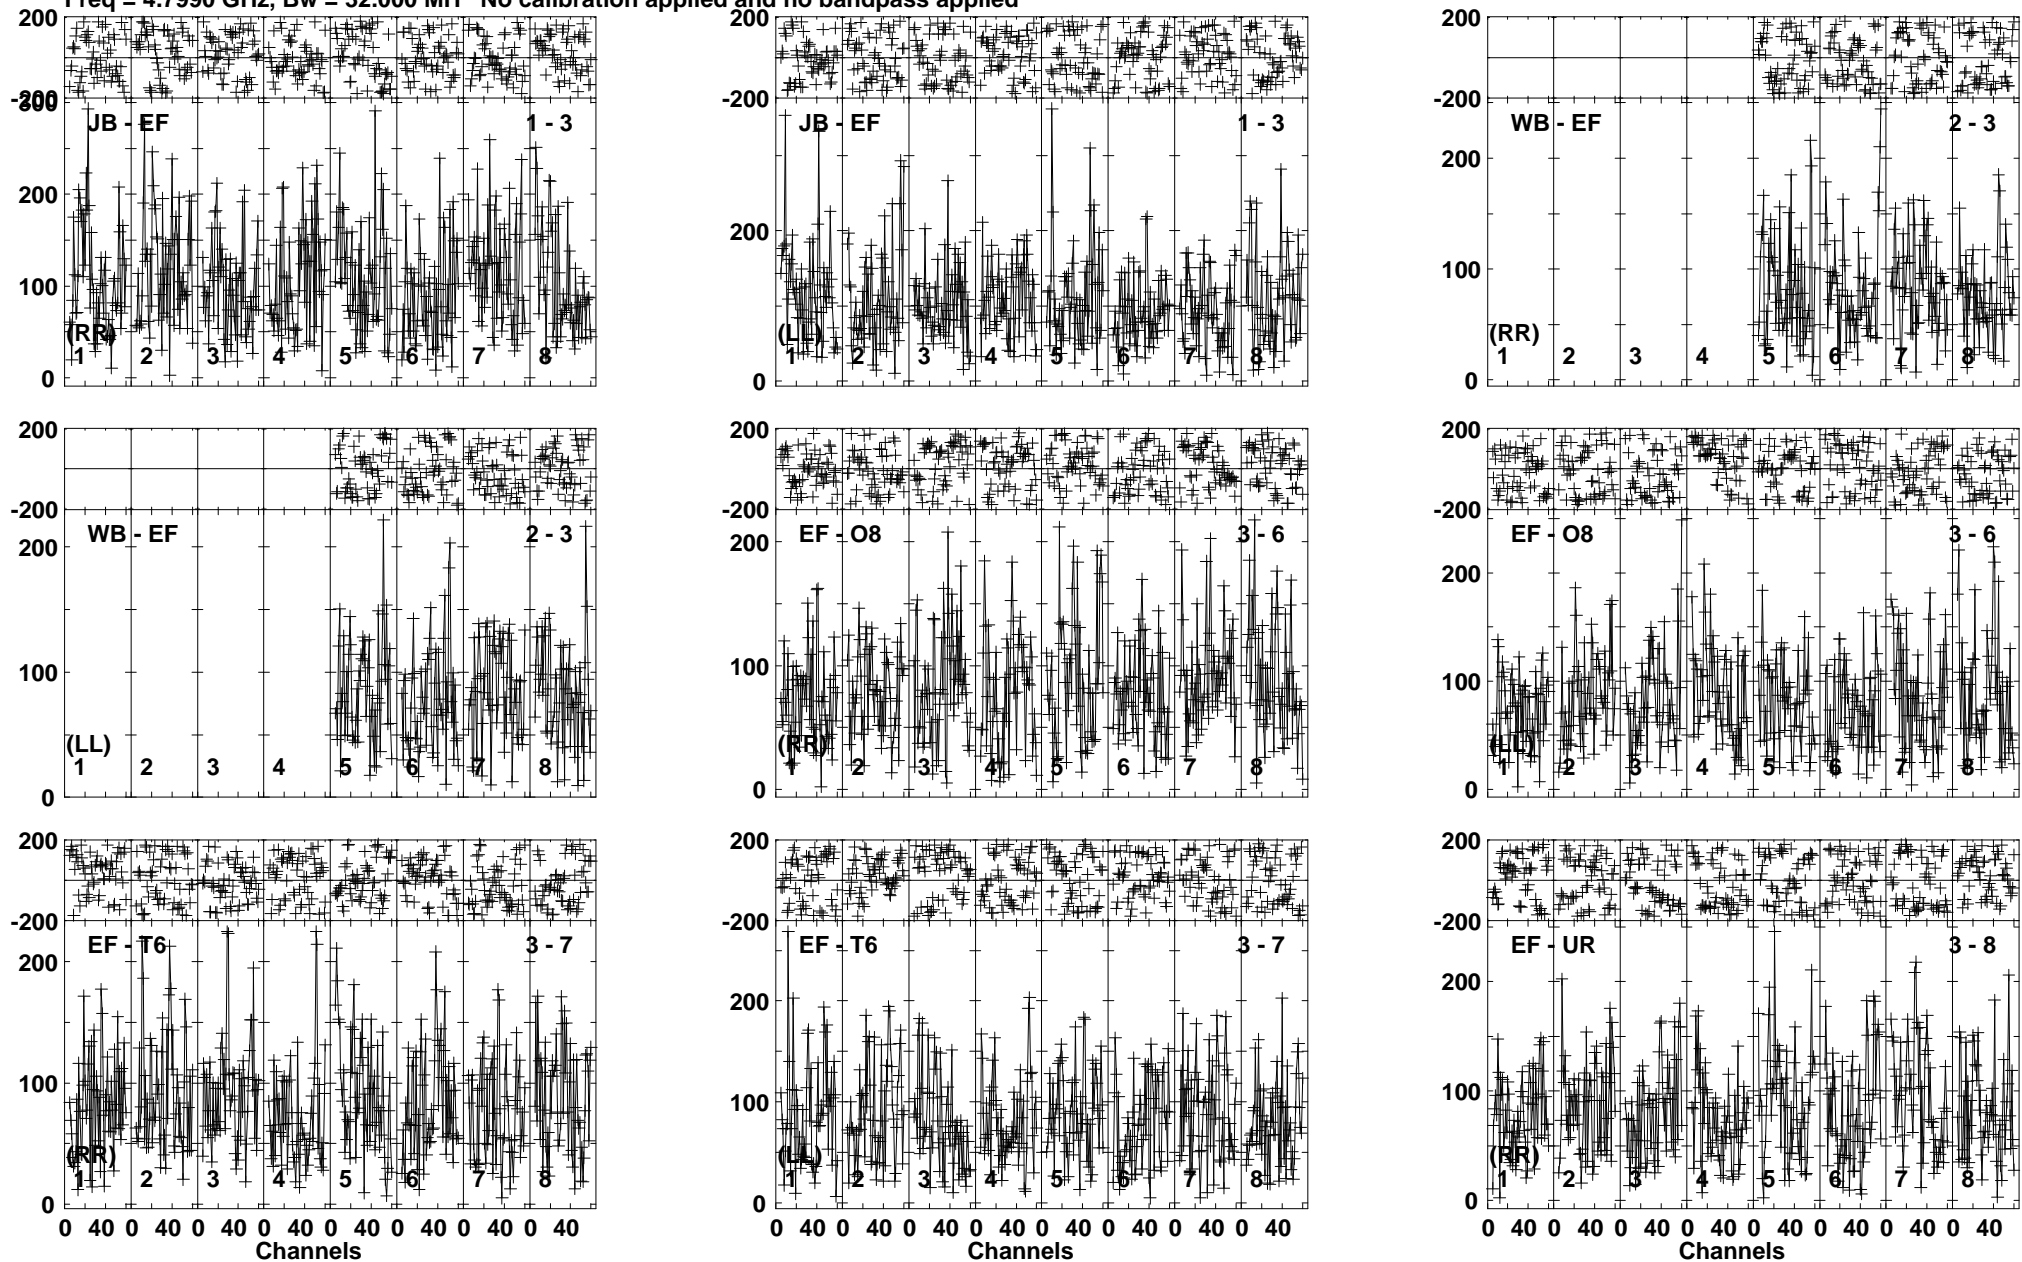 Freq = 4.7990 GHz, Bw = 32.000 MH No calibration applied and no bandpass applied
200 200 200
-200 -200 -200
300
JB - EF 1 - 3 JB - EF 1 - 3 WB - EF 2 - 3
200 200 200
100 100
(RR) (LL) (RR)
1 2 3 4 5 6 7 8 1 2 3 4 5 6 7 8 1 2 3 4 5 6 7 8
0 0 0
200 200 200
-200 -200 -200
WB - EF 2 - 3 EF - O8 3 - 6 EF - O8 3 - 6
200 200 200
100 100 100
(LL) (RR) (LL)
1 2 3 4 5 6 7 8 1 2 3 4 5 6 7 8 1 2 3 4 5 6 7 8
0 0 0
200 200 200
-200 -200 -200
EF - T6 3 - 7 EF - T6 3 - 7 EF - UR 3 - 8
200 200 200
100 100 100
(RR) (LL) (RR)
1 2 3 4 5 6 7 8 1 2 3 4 5 6 7 8 1 2 3 4 5 6 7 8
0 0 0
0 40 0 40 0 40 0 40 0 40 0 40 0 40 0 40 0 40 0 40 0 40 0 40 0 40 0 40 0 40 0 40 0 40 0 40 0 40 0 40 0 40 0 40 0 40 0 40
Channels Channels Channels